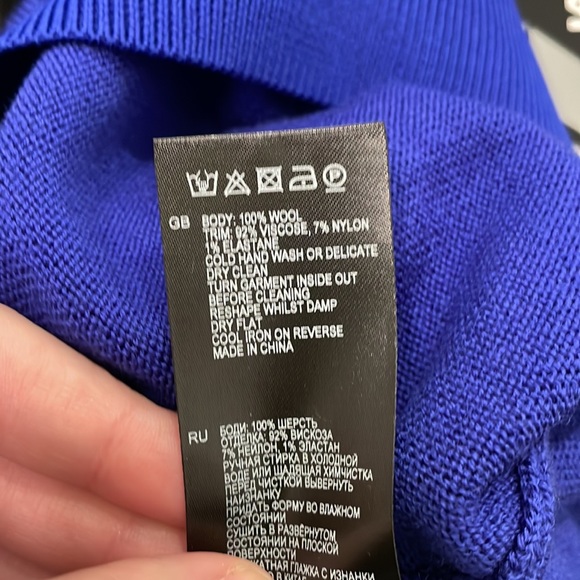 GB BODY: 100% WOOL
TRIM: 92% VISCOSE, 7% NYLON
1% ELASTANE
COLD HAND WASH OR DELICATE
DRY CLEAN
TURN GARMENT INSIDE OUT
BEFORE CLEANING
RESHAPE WHILST DAMP
DRY FLAT
COOL IRON ON REVERSE
MADE IN CHINA
RU БОДИ: 100% ШЕРСТЬ
ОТДЕЛКА: 92% ВИСКОЗА
7% НЕЙЛОН, 1% ЭЛАСТАН
РУЧНАЯ СТИРКА В ХОЛОДНОЙ
ВОДЕ ИЛИ ЩАДЯЩАЯ ХИМЧИСТКА
ПЕРЕД ЧИСТКОЙ ВЫВЕРНУТЬ
НАИЗНАНКУ
ПРИДАТЬ ФОРМУ ВО ВЛАЖНОМ
СОСТОЯНИИ
СУШИТЬ В РАЗВЁРНУТОМ
СОСТОЯНИИ НА ПЛОСКОЙ
ПОВЕРХНОСТИ
ГЛАЖКА С ИЗНАНКИ